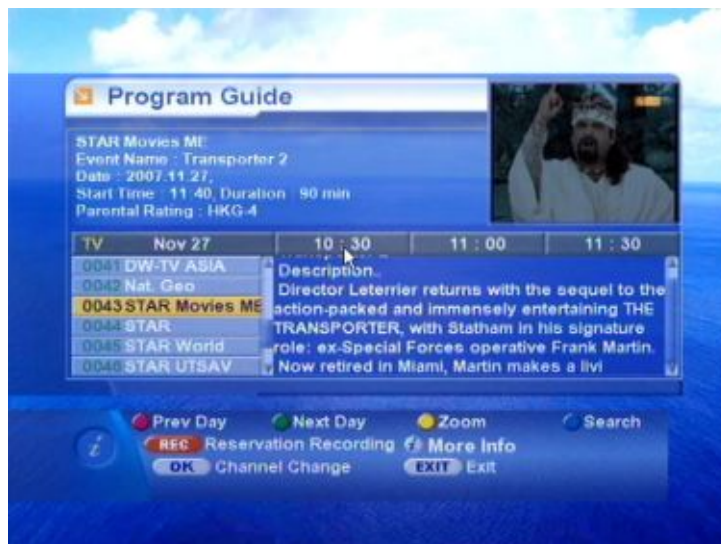 Program Guide
STAR Movies ME
Event Name : Transporter 2
Date : 2007.11.27,
Start Time : 11:40, Duration : 90 min
Parental Rating : HKG-4
TV Nov 27 10:30 11:00 11:30
0041 DW-TV ASIA
0042 Nat. Geo
0043 STAR Movies ME
0044 STAR
0045 STAR World
0046 STAR UTSAV
Description..
Director Leterrier returns with the sequel to the
action-packed and immensely entertaining THE
TRANSPORTER, with Statham in his signature
role: ex-Special Forces operative Frank Martin.
Now retired in Miami, Martin makes a livi
Prev Day Next Day Zoom Search
REC Reservation Recording More Info
OK Channel Change EXIT Exit